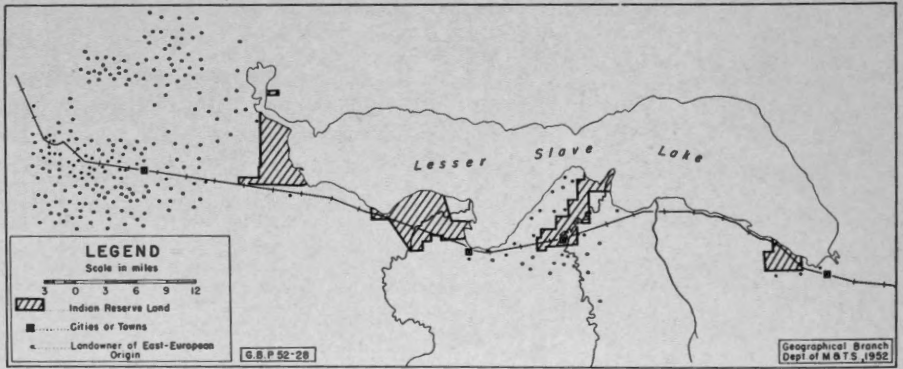 Lesser Slave Lake
LEGEND
Scale in miles
3 0 3 6 9 12
Indian Reserve Land
Cities or Towns
Landowner of East-European
Origin
G.B.P 52-28
Geographical Branch
Dept of M & T S , 1952